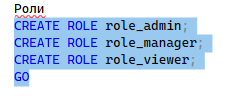 Роли
CREATE ROLE role_admin;
CREATE ROLE role_manager;
CREATE ROLE role_viewer;
GO